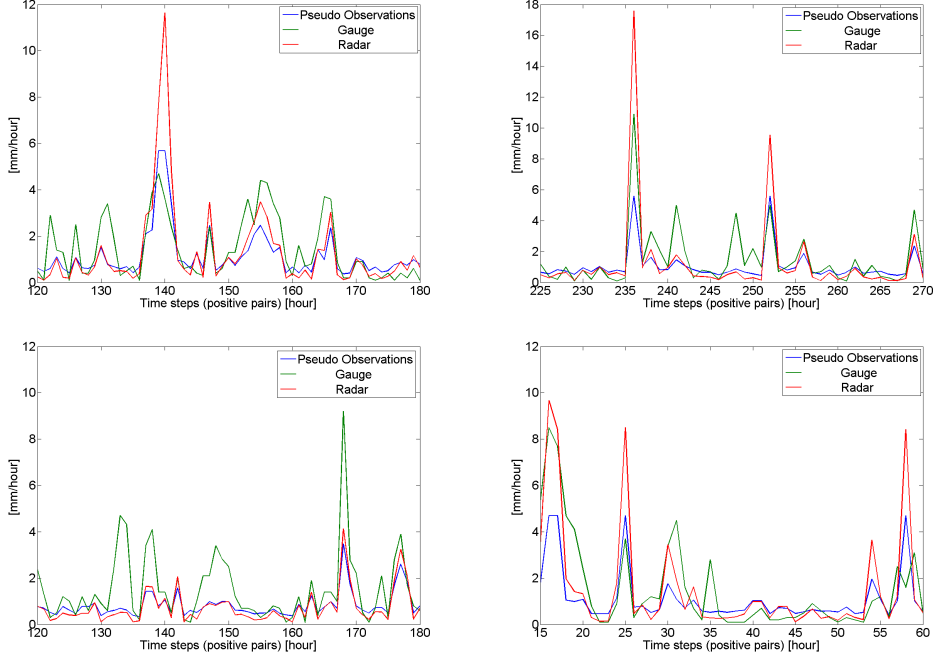 12
10
8
6
4
2
0
[mm/hour]
120 130 140 150 160 170 180
Time steps (positive pairs) [hour]
Pseudo Observations
Gauge
Radar
18
16
14
12
10
8
6
4
2
0
[mm/hour]
225 230 235 240 245 250 255 260 265 270
Time steps (positive pairs) [hour]
Pseudo Observations
Gauge
Radar
12
10
8
6
4
2
0
[mm/hour]
120 130 140 150 160 170 180
Time steps (positive pairs) [hour]
Pseudo Observations
Gauge
Radar
12
10
8
6
4
2
0
[mm/hour]
15 20 25 30 35 40 45 50 55 60
Time steps (positive pairs) [hour]
Pseudo Observations
Gauge
Radar